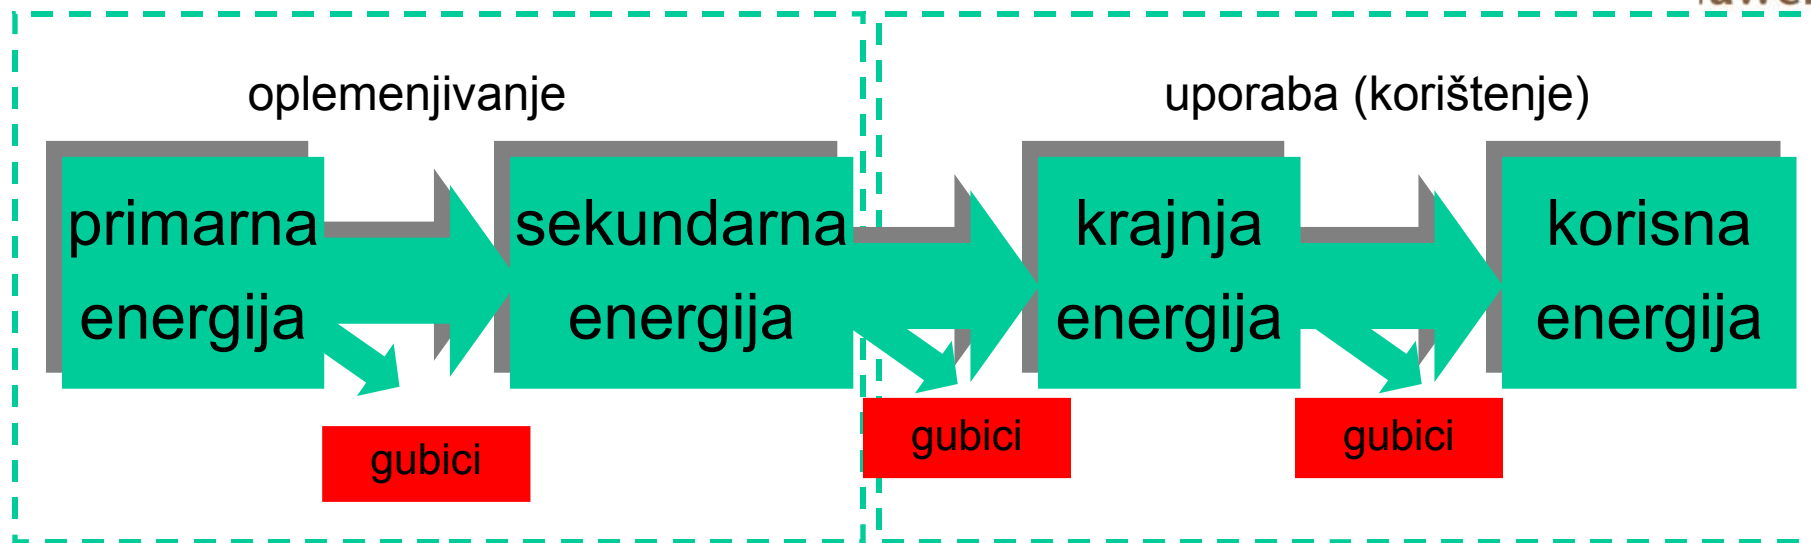 oplemenjivanje
uporaba (korištenje)
primarna
energija
sekundarna
energija
krajnja
energija
korisna
energija
gubici
gubici
gubici